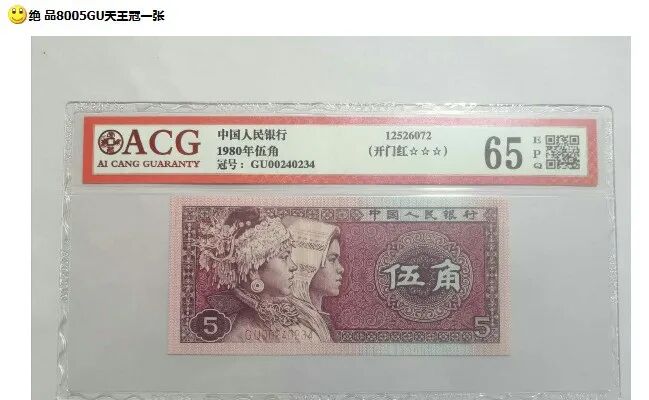 绝 品8005GU天王冠一张
ACG
AI CANG GUARANTY
中国人民银行
1980年伍角
冠号：GU00240234
12526072
(开门红☆☆☆)
65
EPQ
中国人民银行
伍角
5
GU00240234
5